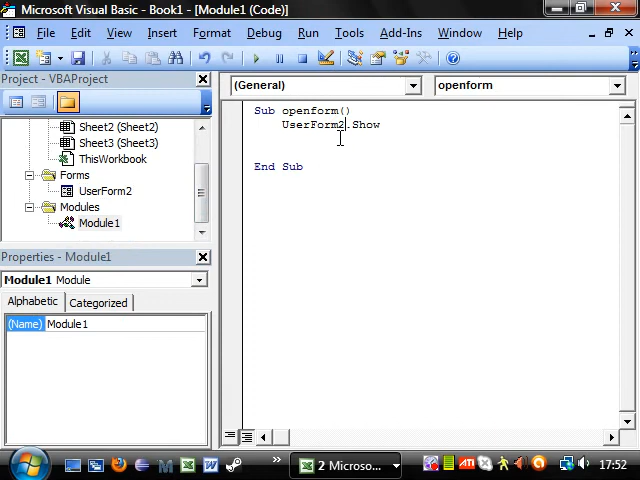 Microsoft Visual Basic - Book1 - [Module1 (Code)]
File Edit View Insert Format Debug Run Tools Add-Ins Window Help
Project - VBAProject
Sheet2 (Sheet2)
Sheet3 (Sheet3)
ThisWorkbook
Forms
UserForm2
Modules
Module1
Properties - Module1
Module1 Module
Alphabetic Categorized
(Name) Module1
(General) openform
Sub openform()
UserForm2.Show
End Sub
2 Microso...
ATI
17:52